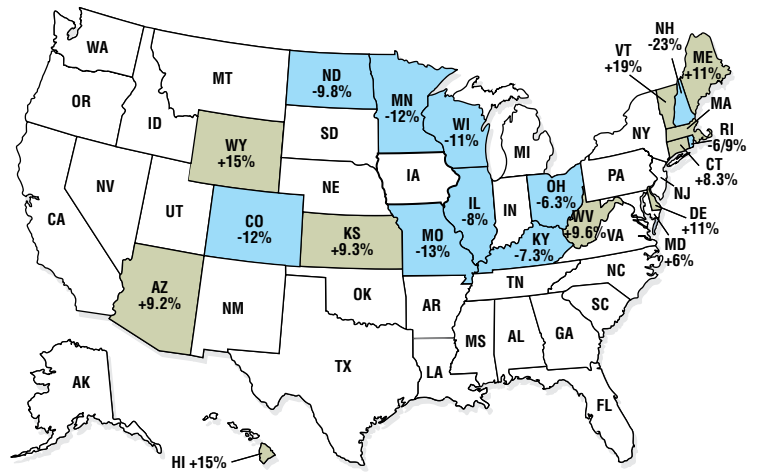 NH
-23%
VT
+19%
ME
+11%
WA
MT
ND
-9.8%
MN
-12%
OR
ID
WI
-11%
MA
SD
WY
+15%
MI
NY
RI
-6/9%
CT
+8.3%
NE
IA
PA
NJ
NV
UT
CO
-12%
IL
-8%
IN
OH
-6.3%
DE
+11%
CA
KS
+9.3%
MO
-13%
WV
+9.6%
VA
KY
-7.3%
MD
+6%
AZ
+9.2%
NM
OK
AR
TN
NC
SC
MS
AL
GA
TX
LA
AK
FL
HI +15%